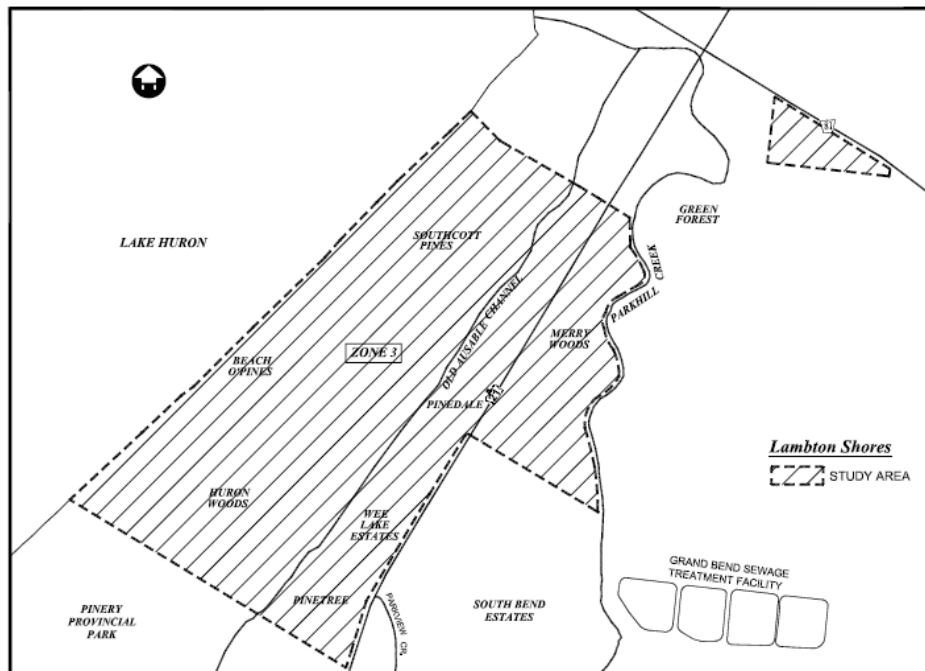 81
GREEN
FOREST
LAKE HURON
SOUTHCOTT
PINES
PARKHILL CREEK
OLD AUSABLE CHANNEL
MERRY
WOODS
ZONE 3
BEACH
O'PINES
PINEDALE
21
Lambton Shores
STUDY AREA
HURON
WOODS
WEE
LAKE
ESTATES
GRAND BEND SEWAGE
TREATMENT FACILITY
PINETREE
PARKVIEW CR.
SOUTH BEND
ESTATES
PINERY
PROVINCIAL
PARK